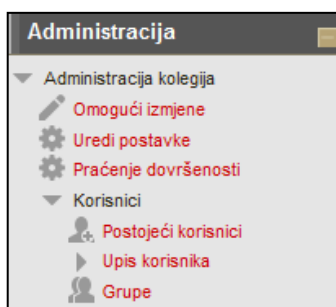 Administracija
Administracija kolegija
Omogući izmjene
Uredi postavke
Praćenje dovršenosti
Korisnici
Postojeći korisnici
Upis korisnika
Grupe